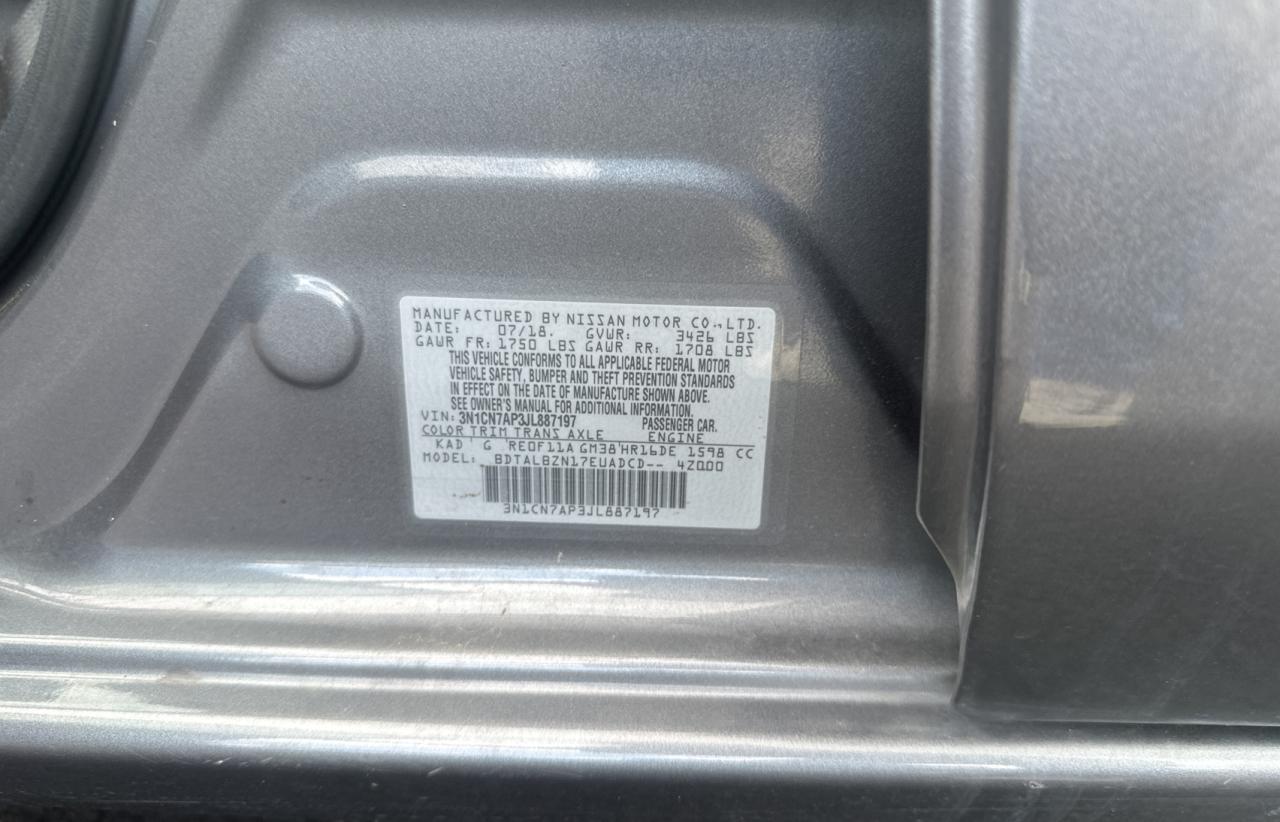 MANUFACTURED BY NISSAN MOTOR CO.,LTD.
DATE: 07/18. GVWR: 3426 LBS
GAWR FR: 1750 LBS GAWR RR: 1708 LBS
THIS VEHICLE CONFORMS TO ALL APPLICABLE FEDERAL MOTOR
VEHICLE SAFETY, BUMPER AND THEFT PREVENTION STANDARDS
IN EFFECT ON THE DATE OF MANUFACTURE SHOWN ABOVE.
SEE OWNER'S MANUAL FOR ADDITIONAL INFORMATION.
VIN: 3N1CN7AP3JL887197 PASSENGER CAR.
COLOR TRIM TRANS AXLE ENGINE
KAD G RE0F11A GM38 HR16DE 1598 CC
MODEL: BDTALBZN17EUADCD-- 4Z000
3N1CN7AP3JL887197